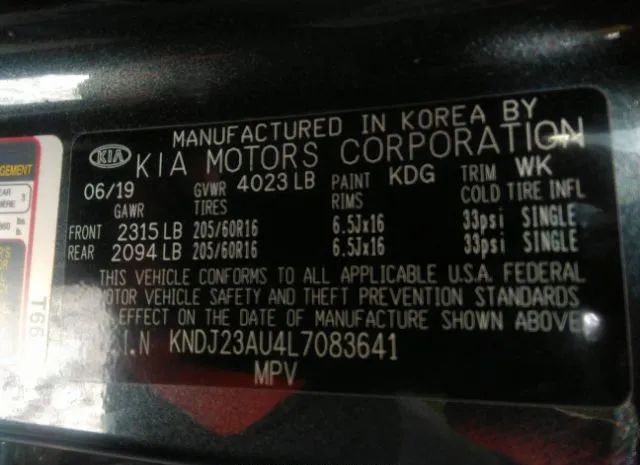 MANUFACTURED IN KOREA BY
KIA KIA MOTORS CORPORATION
06/19 GVWR 4023 LB PAINT KDG TRIM WK
GAWR TIRES RIMS COLD TIRE INFL
FRONT 2315 LB 205/60R16 6.5Jx16 33psi SINGLE
REAR 2094 LB 205/60R16 6.5Jx16 33psi SINGLE
THIS VEHICLE CONFORMS TO ALL APPLICABLE U.S.A. FEDERAL
MOTOR VEHICLE SAFETY AND THEFT PREVENTION STANDARDS
EFFECT ON THE DATE OF MANUFACTURE SHOWN ABOVE
I.N KNDJ23AU4L7083641
MPV
T66